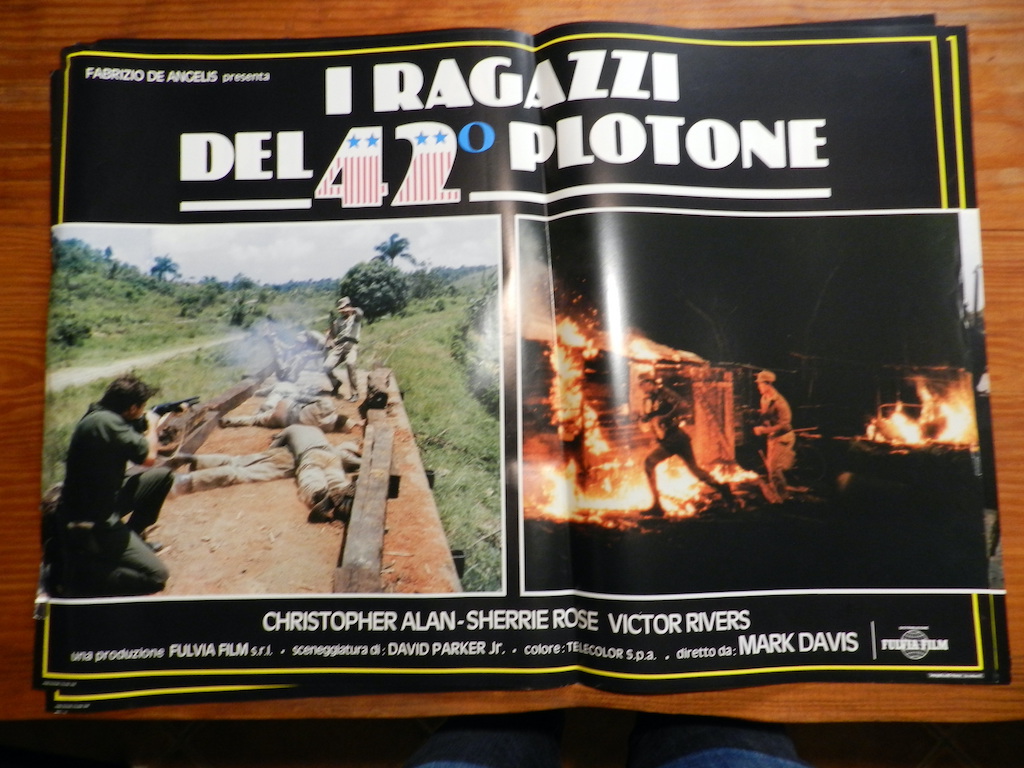 FABRIZIO DE ANGELIS presenta
I RAGAZZI
DEL 42° PLOTONE
CHRISTOPHER ALAN-SHERRIE ROSE VICTOR RIVERS
una produzione FULVIA FILM s.r.l. • sceneggiatura di: DAVID PARKER Jr. • colore: TELECOLOR S.p.a. • diretto da: MARK DAVIS
FULVIA FILM